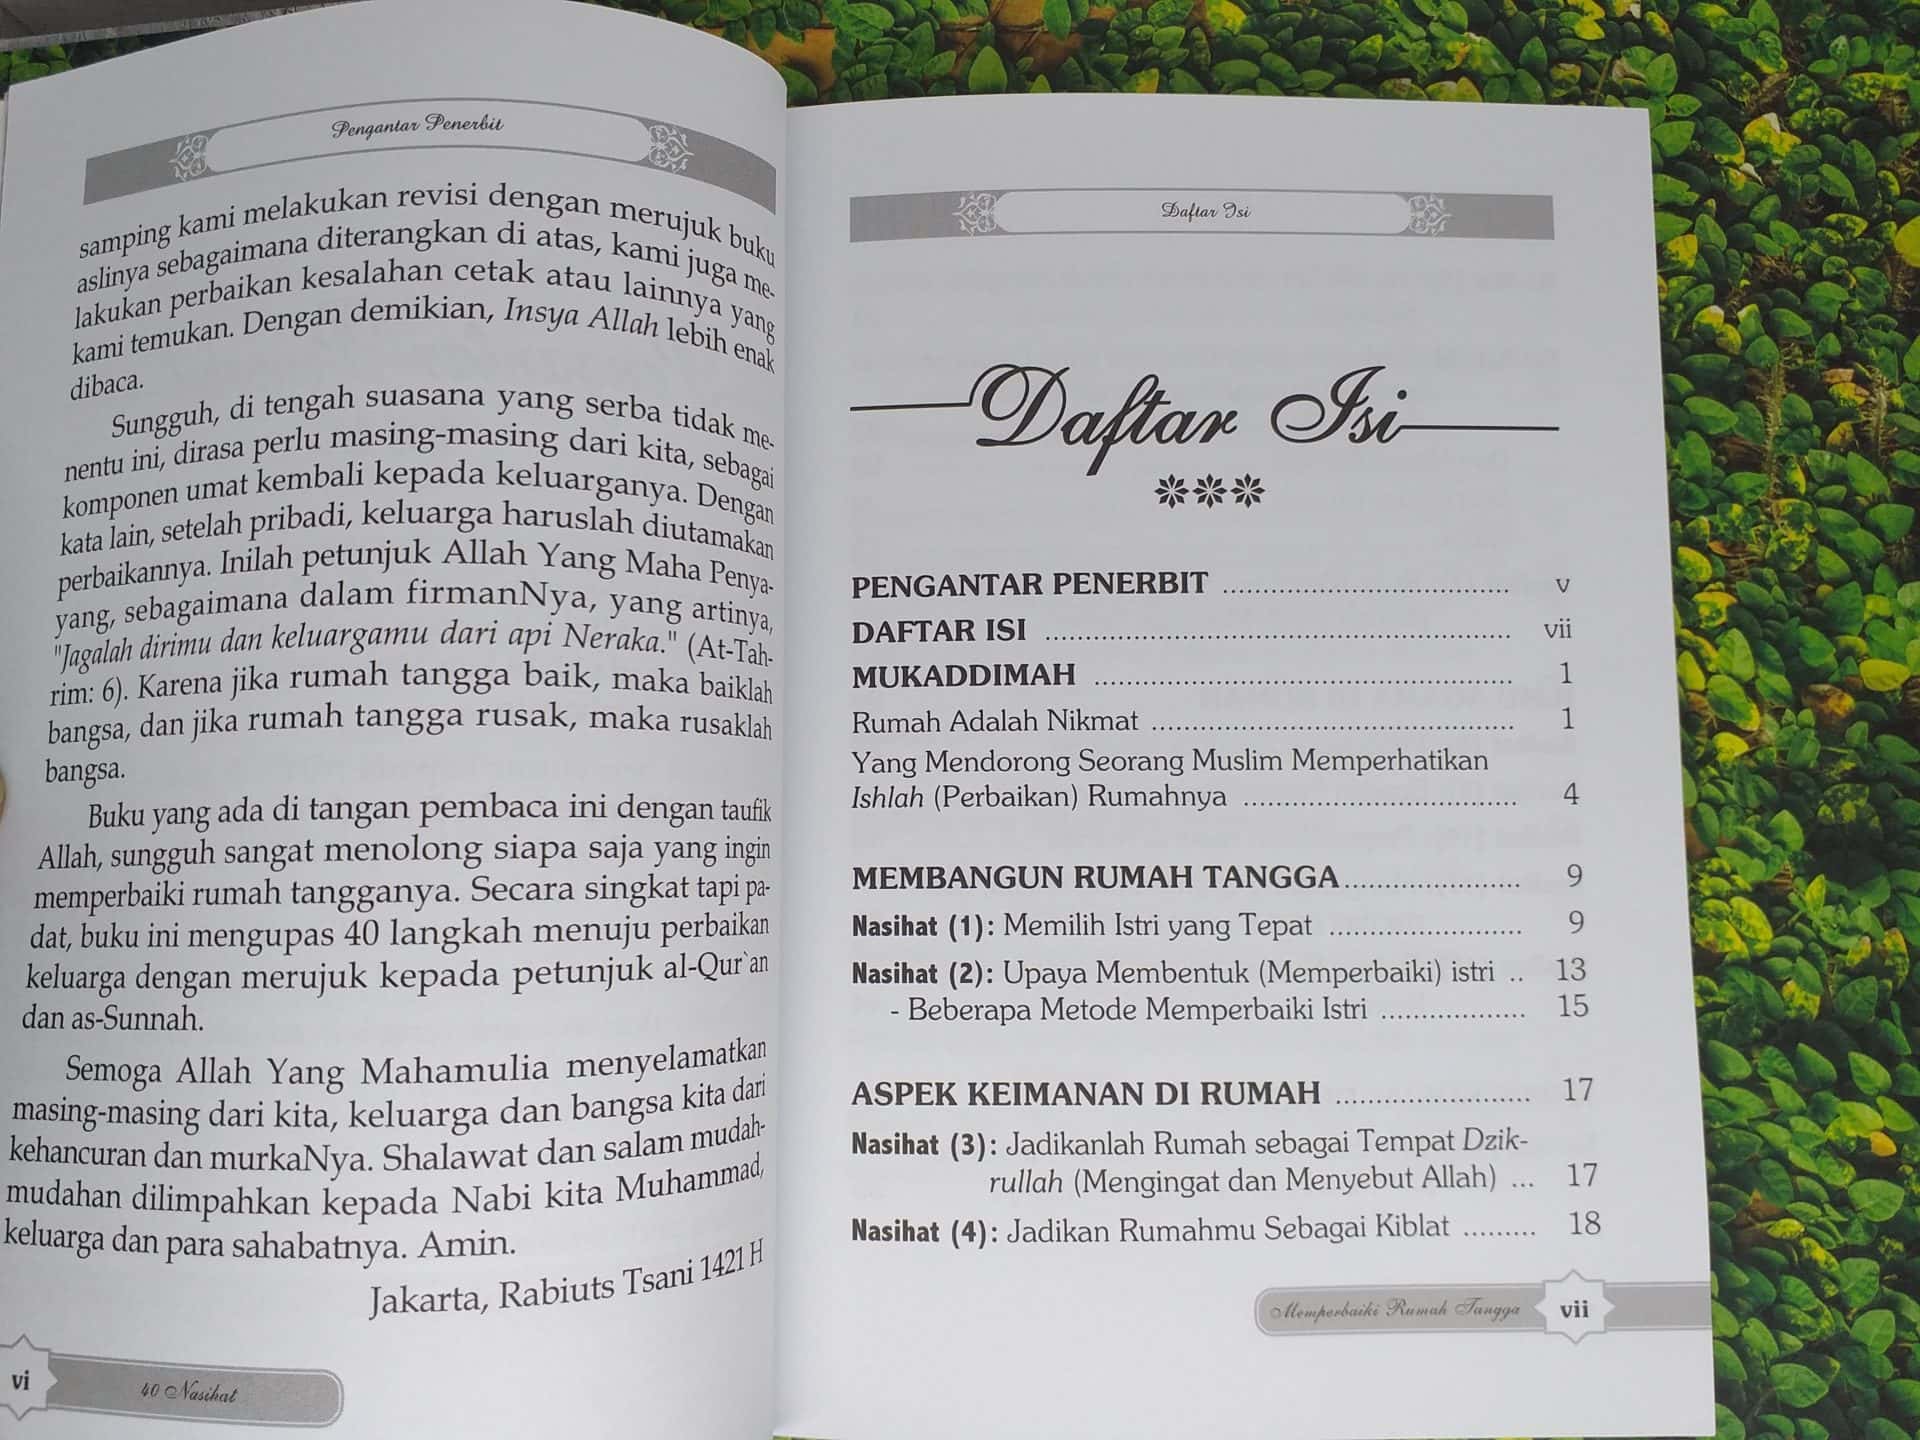 Pengantar Penerbit
samping kami melakukan revisi dengan merujuk buku
aslinya sebagaimana diterangkan di atas, kami juga me-
lakukan perbaikan kesalahan cetak atau lainnya yang
kami temukan. Dengan demikian, Insya Allah lebih enak
dibaca.
Sungguh, di tengah suasana yang serba tidak me-
nentu ini, dirasa perlu masing-masing dari kita, sebagai
komponen umat kembali kepada keluarganya. Dengan
kata lain, setelah pribadi, keluarga haruslah diutamakan
perbaikannya. Inilah petunjuk Allah Yang Maha Penya-
yang, sebagaimana dalam firmanNya, yang artinya,
"Jagalah dirimu dan keluargamu dari api Neraka." (At-Tah-
rim: 6). Karena jika rumah tangga baik, maka baiklah
bangsa, dan jika rumah tangga rusak, maka rusaklah
bangsa.
Buku yang ada di tangan pembaca ini dengan taufik
Allah, sungguh sangat menolong siapa saja yang ingin
memperbaiki rumah tangganya. Secara singkat tapi pa-
dat, buku ini mengupas 40 langkah menuju perbaikan
keluarga dengan merujuk kepada petunjuk al-Qur`an
dan as-Sunnah.
Semoga Allah Yang Mahamulia menyelamatkan
masing-masing dari kita, keluarga dan bangsa kita dari
kehancuran dan murkaNya. Shalawat dan salam mudah-
mudahan dilimpahkan kepada Nabi kita Muhammad,
keluarga dan para sahabatnya. Amin.
Jakarta, Rabiuts Tsani 1421 H
vi 40 Nasihat
Daftar Isi
Daftar Isi
PENGANTAR PENERBIT ................................. v
DAFTAR ISI ............................................... vii
MUKADDIMAH .......................................... 1
Rumah Adalah Nikmat ..................................... 1
Yang Mendorong Seorang Muslim Memperhatikan
Ishlah (Perbaikan) Rumahnya ............................ 4
MEMBANGUN RUMAH TANGGA...................... 9
Nasihat (1): Memilih Istri yang Tepat ........................ 9
Nasihat (2): Upaya Membentuk (Memperbaiki) istri .. 13
- Beberapa Metode Memperbaiki Istri .................. 15
ASPEK KEIMANAN DI RUMAH ........................ 17
Nasihat (3): Jadikanlah Rumah sebagai Tempat Dzik-
rullah (Mengingat dan Menyebut Allah) ... 17
Nasihat (4): Jadikan Rumahmu Sebagai Kiblat ......... 18
Memperbaiki Rumah Tangga vii